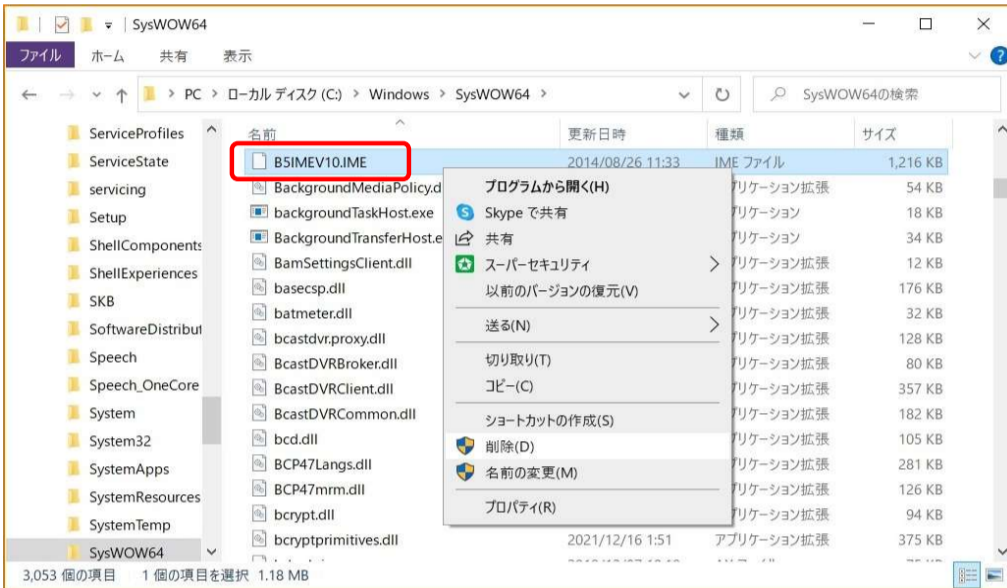 SysWOW64
ファイル ホーム 共有 表示
PC > ローカル ディスク (C:) > Windows > SysWOW64 > SysWOW64の検索
ServiceProfiles
ServiceState
servicing
Setup
ShellComponents
ShellExperiences
SKB
SoftwareDistribut
Speech
Speech_OneCore
System
System32
SystemApps
SystemResources
SystemTemp
SysWOW64
名前 更新日時 種類 サイズ
B5IMEV10.IME 2014/08/26 11:33 IME ファイル 1,216 KB
BackgroundMediaPolicy.d プリケーション拡張 54 KB
backgroundTaskHost.exe プリケーション 18 KB
BackgroundTransferHost.e プリケーション 34 KB
BamSettingsClient.dll プリケーション拡張 12 KB
basecsp.dll プリケーション拡張 176 KB
batmeter.dll プリケーション拡張 32 KB
bcastdvr.proxy.dll プリケーション拡張 128 KB
BcastDVRBroker.dll プリケーション拡張 80 KB
BcastDVRClient.dll プリケーション拡張 357 KB
BcastDVRCommon.dll プリケーション拡張 182 KB
bcd.dll プリケーション拡張 105 KB
BCP47Langs.dll プリケーション拡張 281 KB
BCP47mrm.dll プリケーション拡張 126 KB
bcrypt.dll プリケーション拡張 94 KB
bcryptprimitives.dll 2021/12/16 1:51 アプリケーション拡張 375 KB
プログラムから開く(H)
Skype で共有
共有
スーパーセキュリティ
以前のバージョンの復元(V)
送る(N)
切り取り(T)
コピー(C)
ショートカットの作成(S)
削除(D)
名前の変更(M)
プロパティ(R)
3,053 個の項目 1 個の項目を選択 1.18 MB